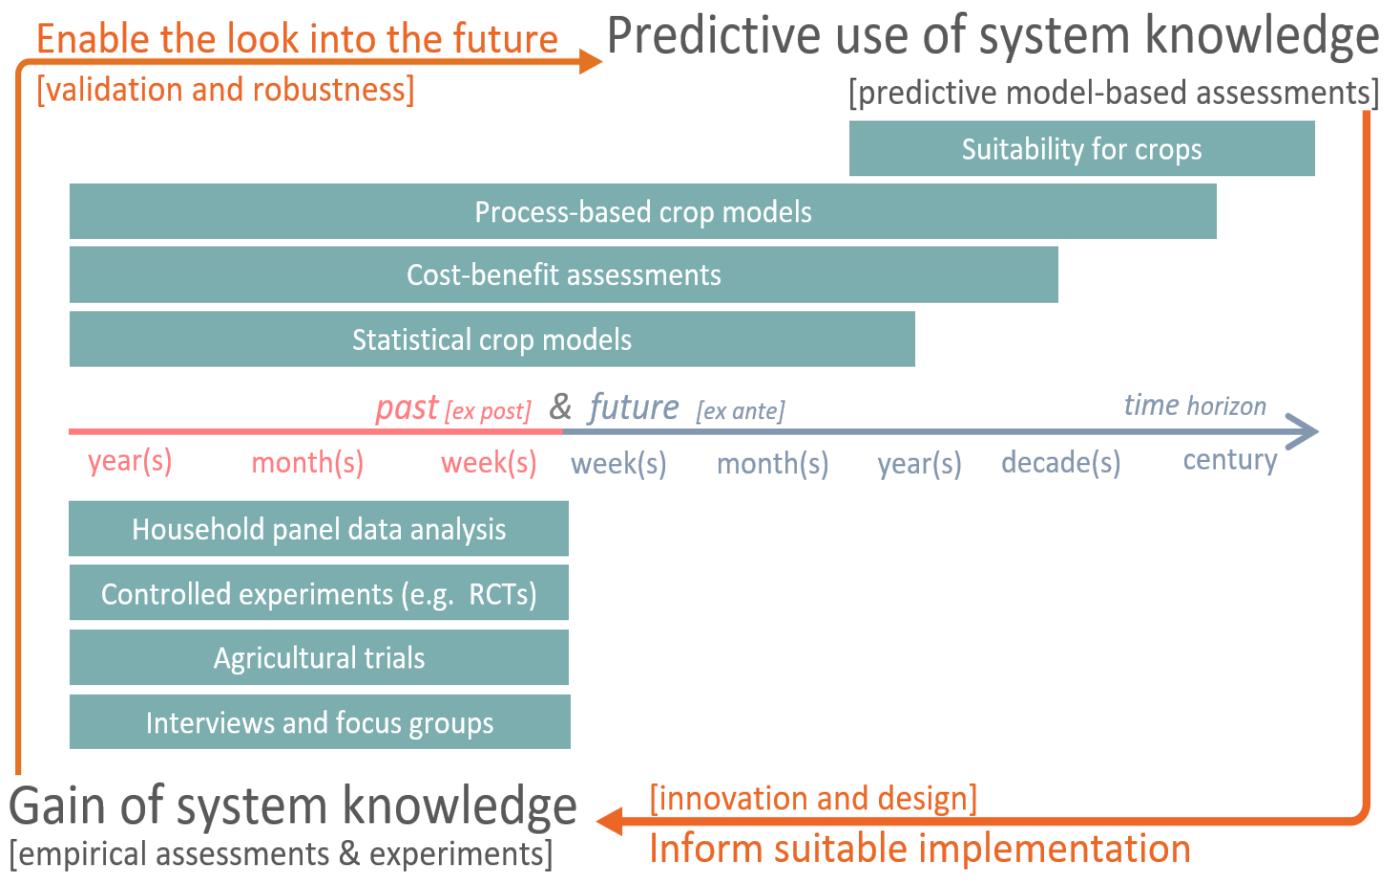 Enable the look into the future
[validation and robustness]
Predictive use of system knowledge
[predictive model-based assessments]
Suitability for crops
Process-based crop models
Cost-benefit assessments
Statistical crop models
past [ex post] & future [ex ante]
time horizon
year(s) month(s) week(s) week(s) month(s) year(s) decade(s) century
Household panel data analysis
Controlled experiments (e.g. RCTs)
Agricultural trials
Interviews and focus groups
Gain of system knowledge
[empirical assessments & experiments]
[innovation and design]
Inform suitable implementation